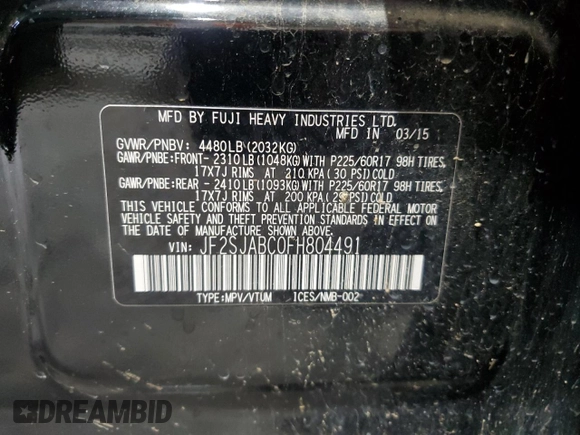 MFD BY FUJI HEAVY INDUSTRIES LTD.
MFD IN 03/15
GVWR/PNBV: 4480LB(2032KG)
GAWR/PNBE:FRONT- 2310LB(1048KG)WITH P225/60R17 98H TIRES,
17X7J RIMS AT 210 KPA( 30 PSI)COLD
GAWR/PNBE:REAR - 2410LB(1093KG)WITH P225/60R17 98H TIRES,
17X7J RIMS AT 200 KPA( 29 PSI)COLD
THIS VEHICLE CONFORMS TO ALL APPLICABLE FEDERAL MOTOR
VEHICLE SAFETY AND THEFT PREVENTION STANDARDS IN EFFECT
ON THE DATE OF MANUFACTURE SHOWN ABOVE.
VIN: JF2SJABC0FH804491
TYPE:MPV/VTUM ICES/NMB-002
DREAMBID